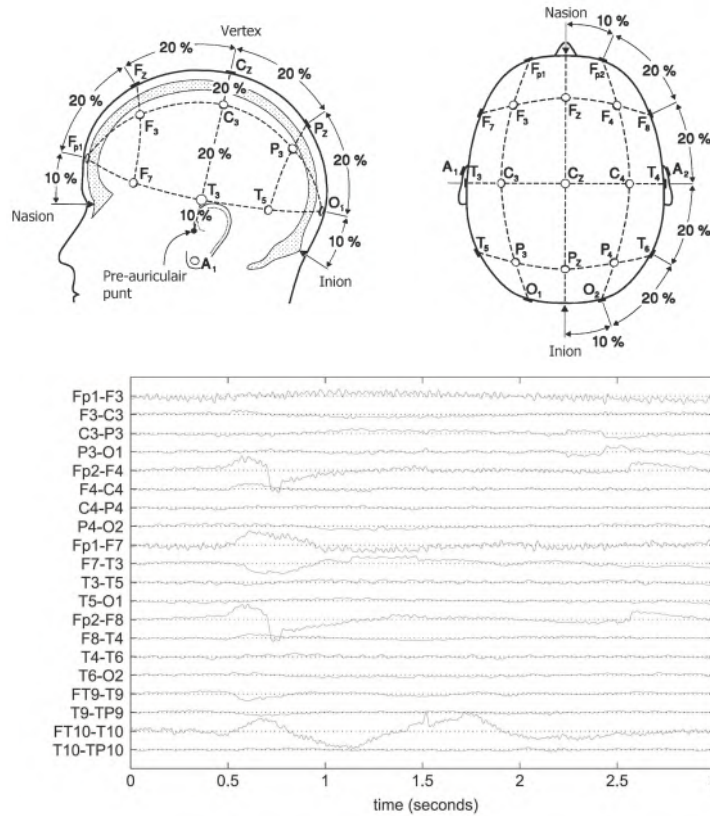 Vertex
20 %
20 %
Fz
Cz
20 %
20 %
20 %
F3
C3
Pz
Fp1
20 %
P3
20 %
10 %
F7
T3
T5
O1
Nasion
10 %
10 %
Pre-auriculair
punt
A1
Inion
Nasion
10 %
20 %
Fp1
Fp2
F7
F3
Fz
F4
F8
20 %
A1
T3
C3
Cz
C4
T4
A2
20 %
T5
P3
Pz
P4
T6
20 %
O1
O2
10 %
Inion
Fp1-F3
F3-C3
C3-P3
P3-O1
Fp2-F4
F4-C4
C4-P4
P4-O2
Fp1-F7
F7-T3
T3-T5
T5-O1
Fp2-F8
F8-T4
T4-T6
T6-O2
FT9-T9
T9-TP9
FT10-T10
T10-TP10
0 0.5 1 1.5 2 2.5
time (seconds)